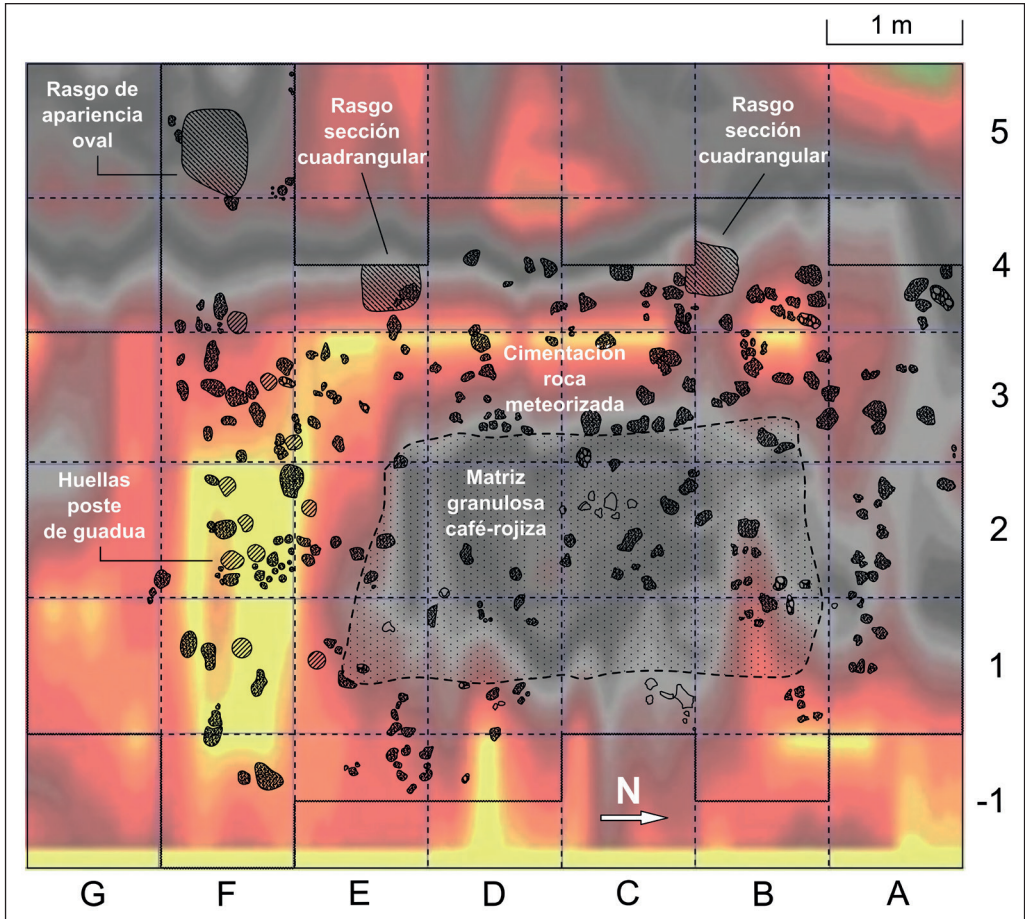 1 m
Rasgo de
apariencia
oval
Rasgo
sección
cuadrangular
Rasgo
sección
cuadrangular
5
4
Cimentación
roca
meteorizada
3
Huellas
poste
de guadua
Matriz
granulosa
café-rojiza
2
1
N
-1
G F E D C B A